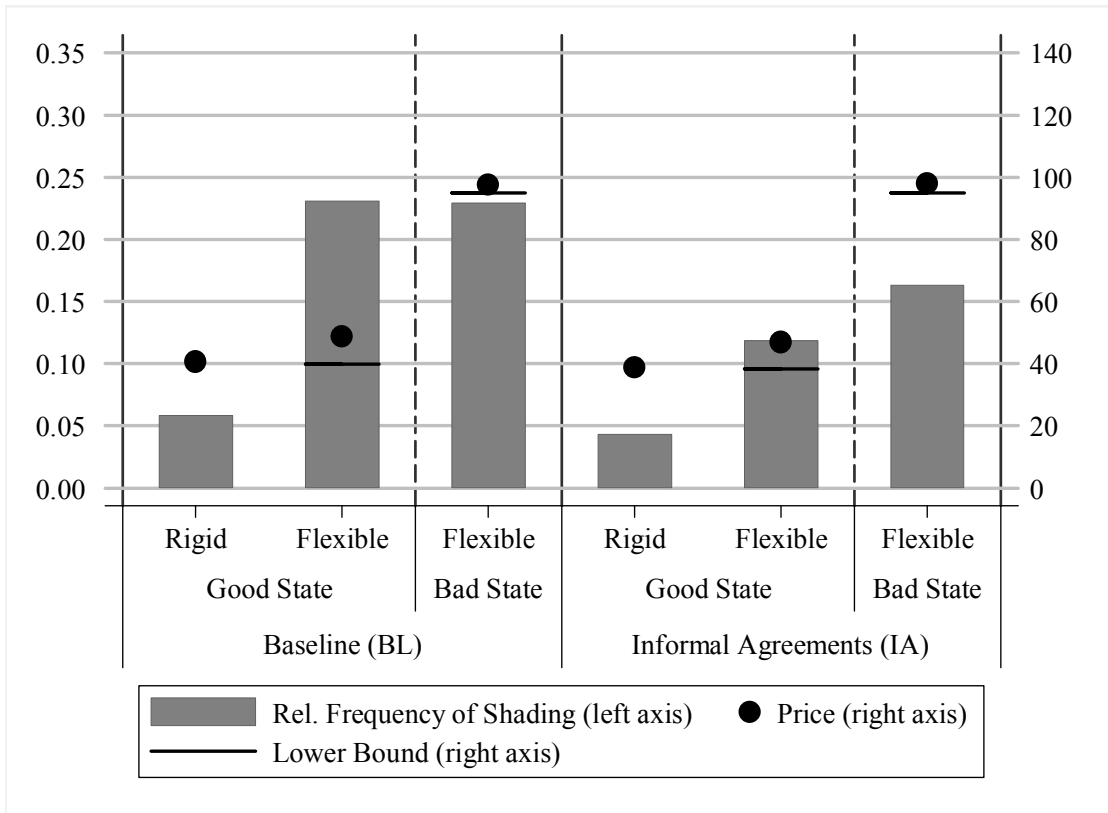 0.35 140
0.30 120
0.25 100
0.20 80
0.15 60
0.10 40
0.05 20
0.00 0
Rigid Flexible Flexible Rigid Flexible Flexible
Good State Bad State Good State Bad State
Baseline (BL) Informal Agreements (IA)
Rel. Frequency of Shading (left axis) Price (right axis)
Lower Bound (right axis)